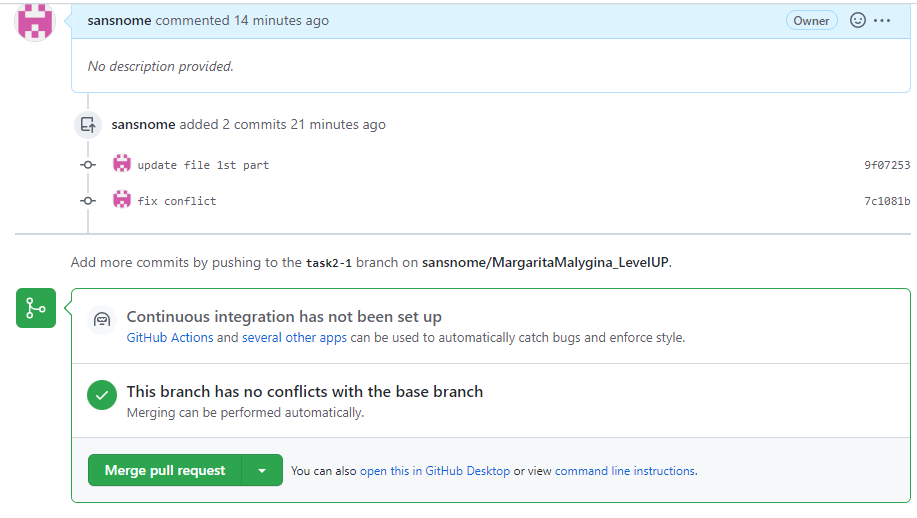 sansnome commented 14 minutes ago Owner
No description provided.
sansnome added 2 commits 21 minutes ago
update file 1st part 9f07253
fix conflict 7c1081b
Add more commits by pushing to the task2-1 branch on sansnome/MargaritaMalygina_LevelUP.
Continuous integration has not been set up
GitHub Actions and several other apps can be used to automatically catch bugs and enforce style.
This branch has no conflicts with the base branch
Merging can be performed automatically.
Merge pull request You can also open this in GitHub Desktop or view command line instructions.